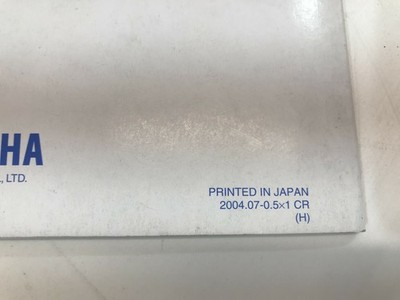 HA
., LTD.
PRINTED IN JAPAN
2004.07-0.5×1 CR
(H)